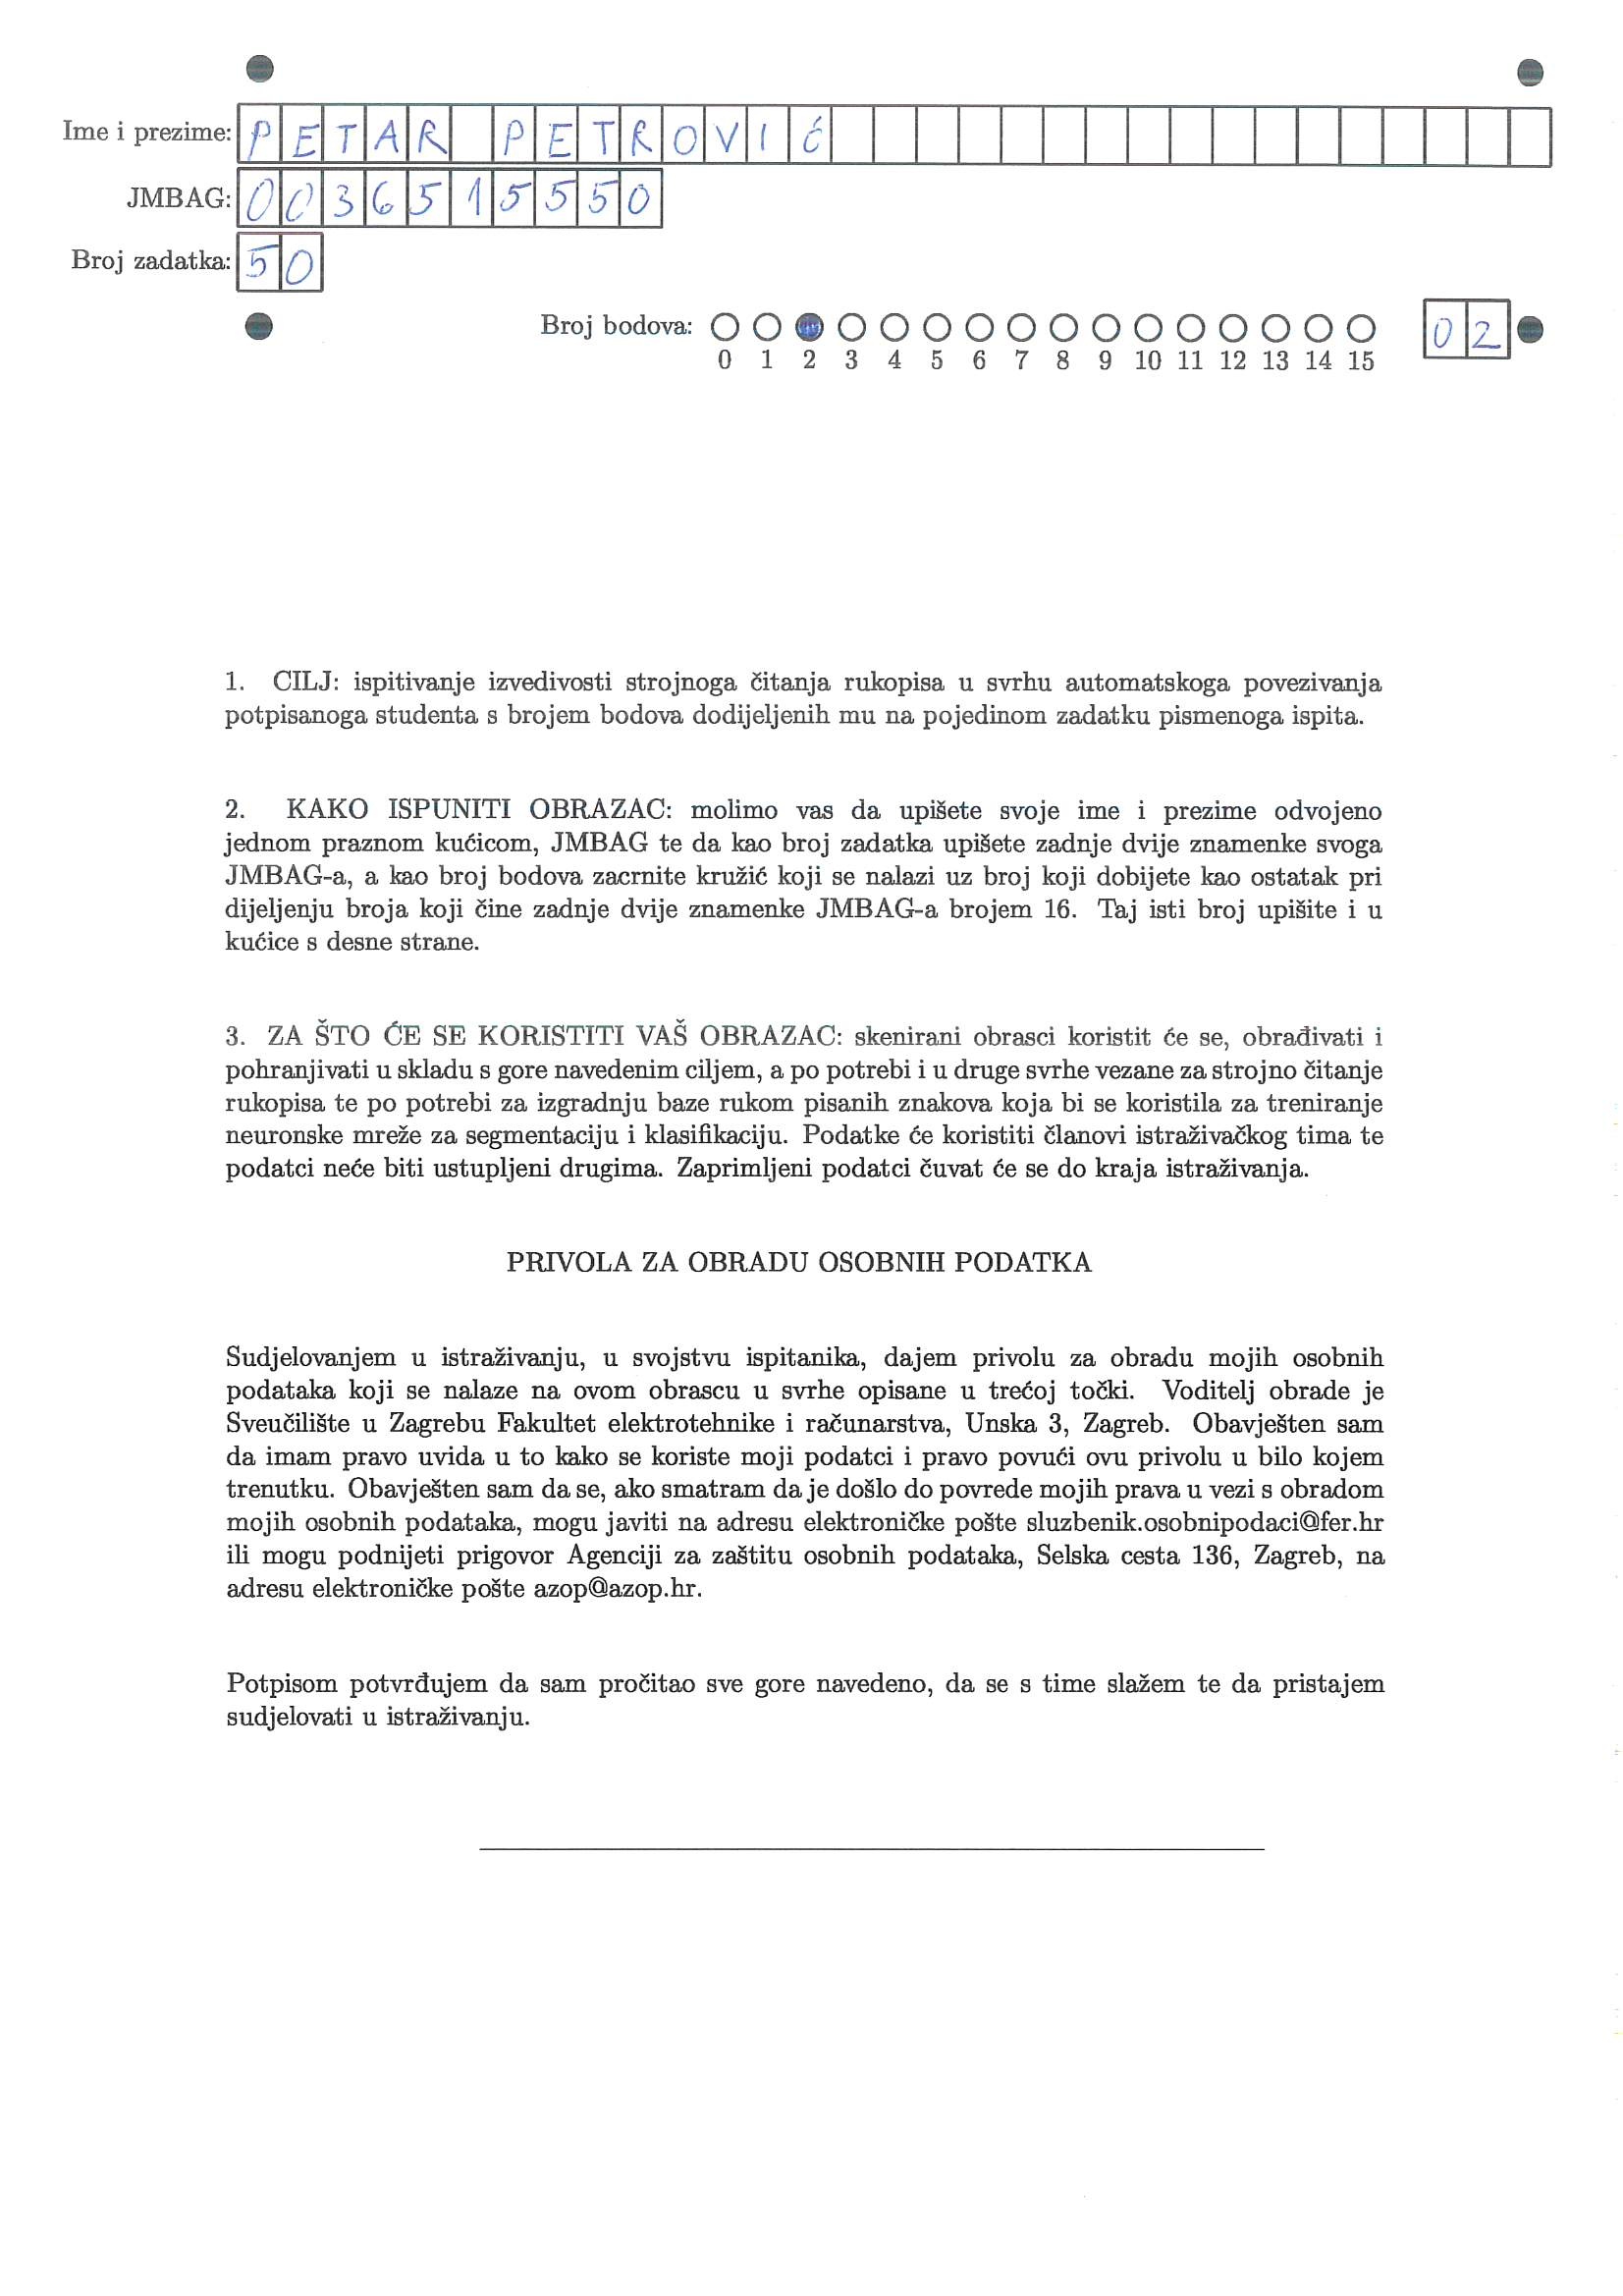 Ime i prezime: PETAR PETROVIĆ
JMBAG: 0036515550
Broj zadatka: 50
Broj bodova: 02
0 1 2 3 4 5 6 7 8 9 10 11 12 13 14 15
1. CILJ: ispitivanje izvedivosti strojnoga čitanja rukopisa u svrhu automatskoga povezivanja
potpisanoga studenta s brojem bodova dodijeljenih mu na pojedinom zadatku pismenoga ispita.
2. KAKO ISPUNITI OBRAZAC: molimo vas da upišete svoje ime i prezime odvojeno
jednom praznom kućicom, JMBAG te da kao broj zadatka upišete zadnje dvije znamenke svoga
JMBAG-a, a kao broj bodova zacrnite kružić koji se nalazi uz broj koji dobijete kao ostatak pri
dijeljenju broja koji čine zadnje dvije znamenke JMBAG-a brojem 16. Taj isti broj upišite i u
kućice s desne strane.
3. ZA ŠTO ĆE SE KORISTITI VAŠ OBRAZAC: skenirani obrasci koristit će se, obrađivati i
pohranjivati u skladu s gore navedenim ciljem, a po potrebi i u druge svrhe vezane za strojno čitanje
rukopisa te po potrebi za izgradnju baze rukom pisanih znakova koja bi se koristila za treniranje
neuronske mreže za segmentaciju i klasifikaciju. Podatke će koristiti članovi istraživačkog tima te
podatci neće biti ustupljeni drugima. Zaprimljeni podatci čuvat će se do kraja istraživanja.
PRIVOLA ZA OBRADU OSOBNIH PODATKA
Sudjelovanjem u istraživanju, u svojstvu ispitanika, dajem privolu za obradu mojih osobnih
podataka koji se nalaze na ovom obrascu u svrhe opisane u trećoj točki. Voditelj obrade je
Sveučilište u Zagrebu Fakultet elektrotehnike i računarstva, Unska 3, Zagreb. Obavješten sam
da imam pravo uvida u to kako se koriste moji podatci i pravo povući ovu privolu u bilo kojem
trenutku. Obavješten sam da se, ako smatram da je došlo do povrede mojih prava u vezi s obradom
mojih osobnih podataka, mogu javiti na adresu elektroničke pošte sluzbenik.osobnipodaci@fer.hr
ili mogu podnijeti prigovor Agenciji za zaštitu osobnih podataka, Selska cesta 136, Zagreb, na
adresu elektroničke pošte azop@azop.hr.
Potpisom potvrđujem da sam pročitao sve gore navedeno, da se s time slažem te da pristajem
sudjelovati u istraživanju.